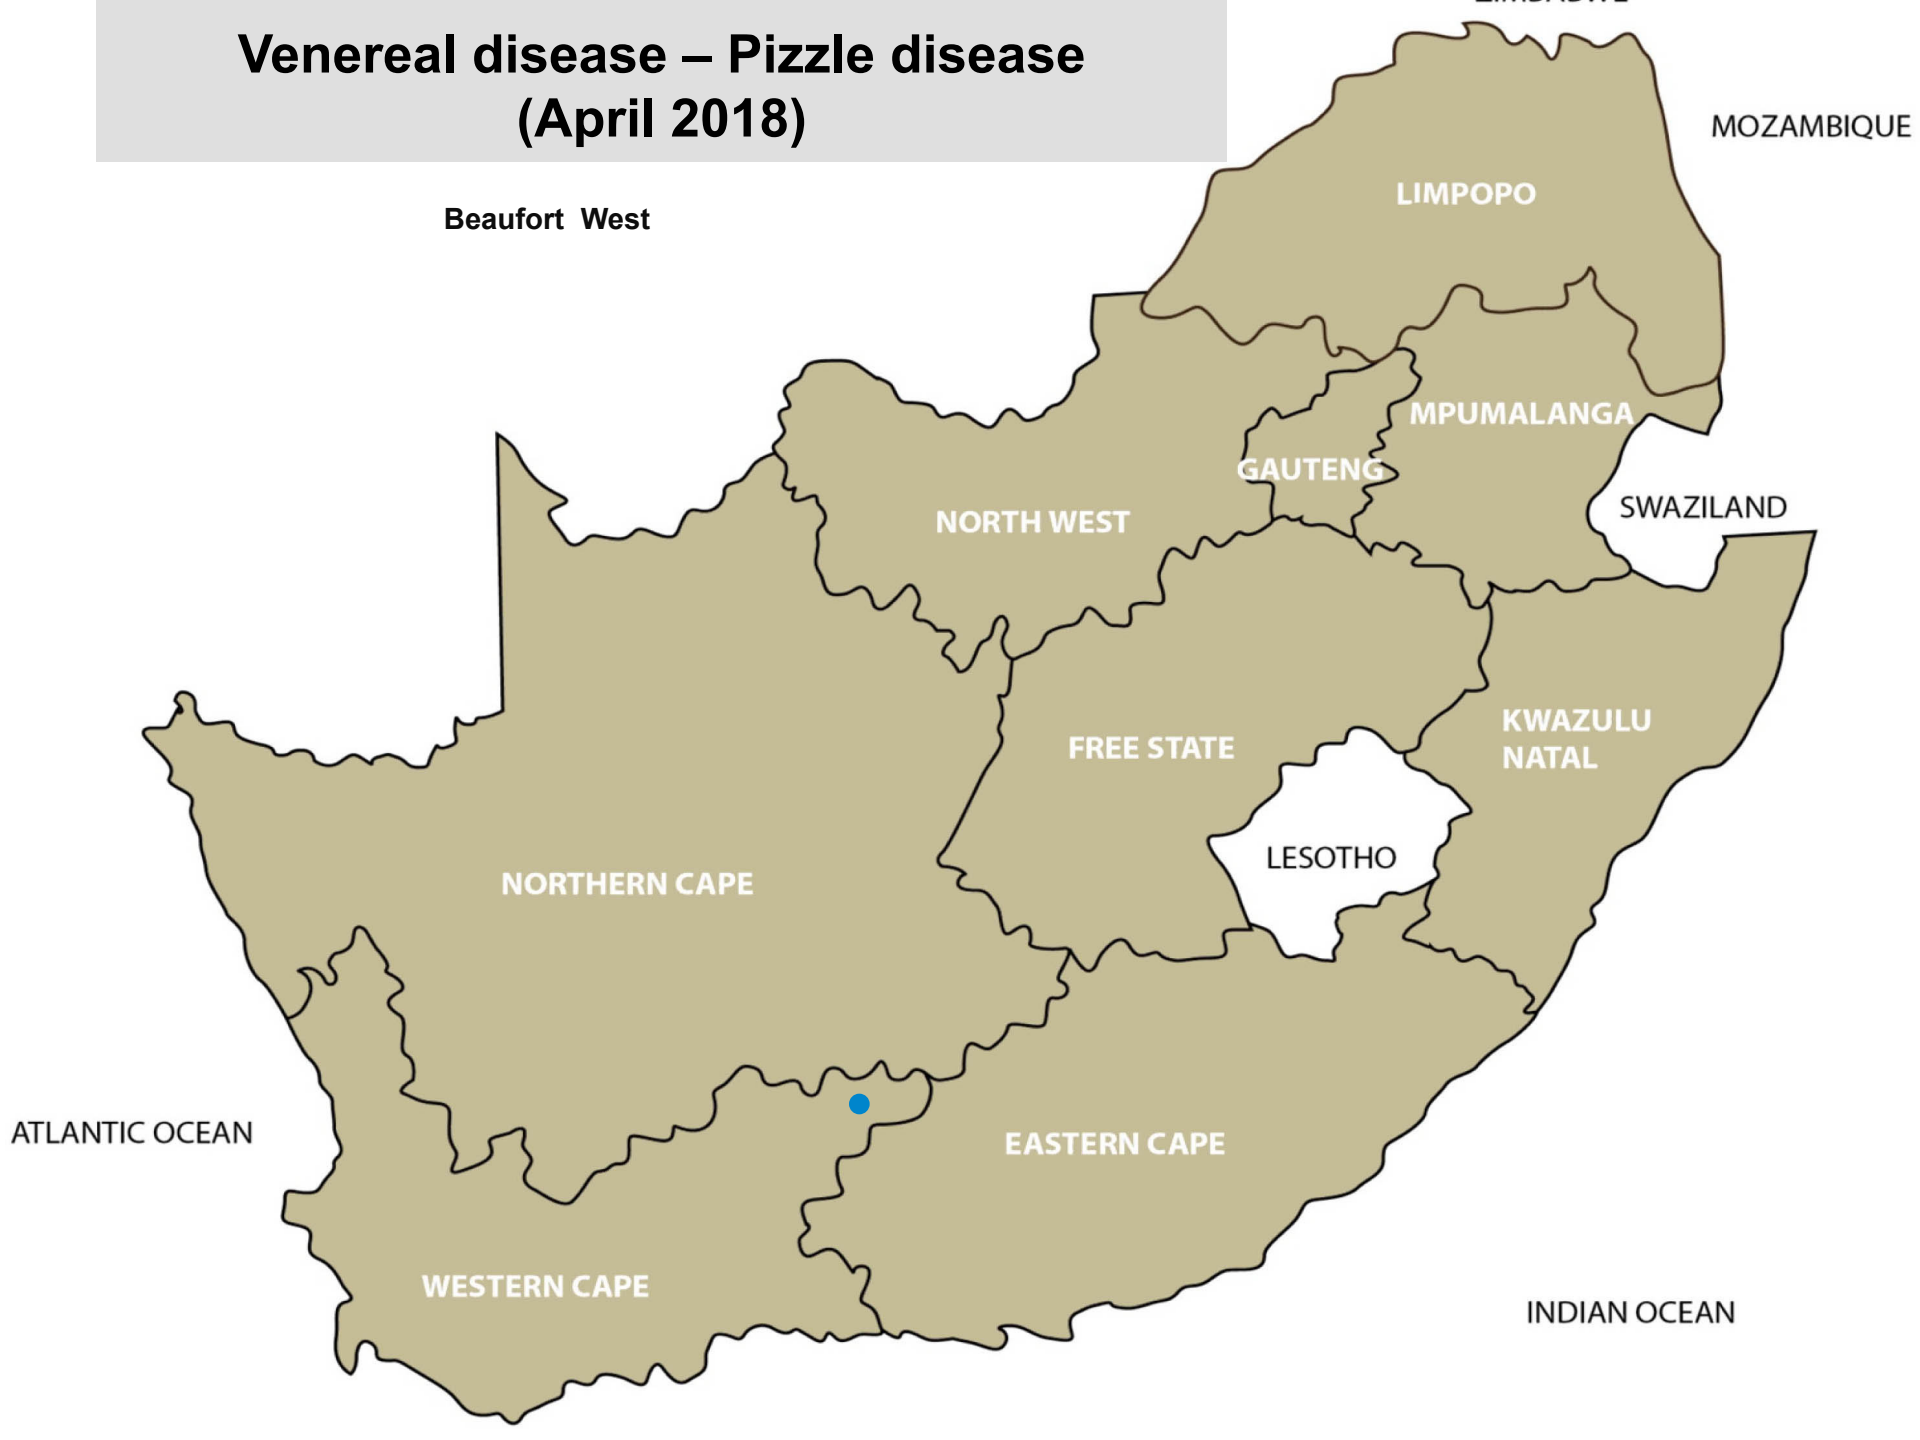 Venereal disease – Pizzle disease
(April 2018)
Beaufort West
MOZAMBIQUE
LIMPOPO
MPUMALANGA
GAUTENG
SWAZILAND
NORTH WEST
KWAZULU
NATAL
FREE STATE
LESOTHO
NORTHERN CAPE
ATLANTIC OCEAN
EASTERN CAPE
WESTERN CAPE
INDIAN OCEAN